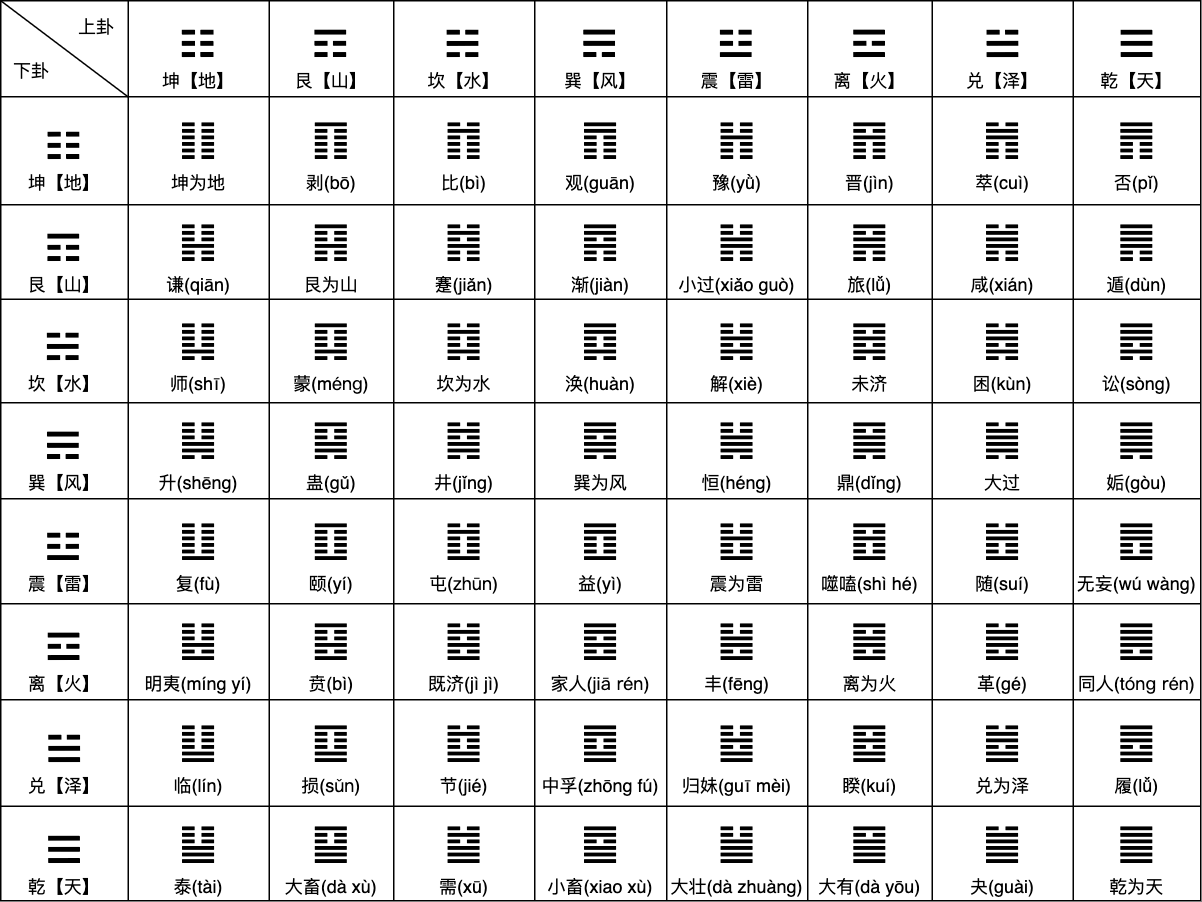 上卦
下卦
坤【地】 艮【山】 坎【水】 巽【风】 震【雷】 离【火】 兑【泽】 乾【天】
坤【地】 坤为地 剥(bō) 比(bì) 观(guān) 豫(yǜ) 晋(jìn) 萃(cuì) 否(pǐ)
艮【山】 谦(qiān) 艮为山 蹇(jiǎn) 渐(jiàn) 小过(xiǎo guò) 旅(lǚ) 咸(xián) 遁(dùn)
坎【水】 师(shī) 蒙(méng) 坎为水 涣(huàn) 解(xiè) 未济 困(kùn) 讼(sòng)
巽【风】 升(shēng) 蛊(gǔ) 井(jǐng) 巽为风 恒(héng) 鼎(dǐng) 大过 姤(gòu)
震【雷】 复(fù) 颐(yí) 屯(zhūn) 益(yì) 震为雷 噬嗑(shì hé) 随(suí) 无妄(wú wàng)
离【火】 明夷(míng yí) 贲(bì) 既济(jì jì) 家人(jiā rén) 丰(fēng) 离为火 革(gé) 同人(tóng rén)
兑【泽】 临(lín) 损(sǔn) 节(jié) 中孚(zhōng fú) 归妹(guī mèi) 睽(kuí) 兑为泽 履(lǚ)
乾【天】 泰(tài) 大畜(dà xù) 需(xū) 小畜(xiao xù) 大壮(dà zhuàng) 大有(dà yōu) 夬(guài) 乾为天